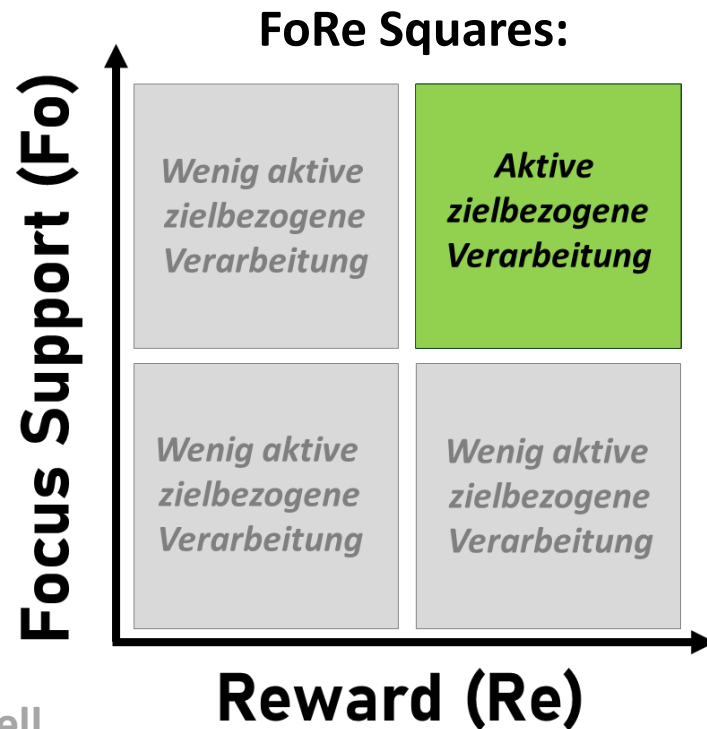 FoRe Squares:
Focus Support (Fo)
Wenig aktive
zielbezogene
Verarbeitung
Aktive
zielbezogene
Verarbeitung
Wenig aktive
zielbezogene
Verarbeitung
Wenig aktive
zielbezogene
Verarbeitung
Reward (Re)
ell